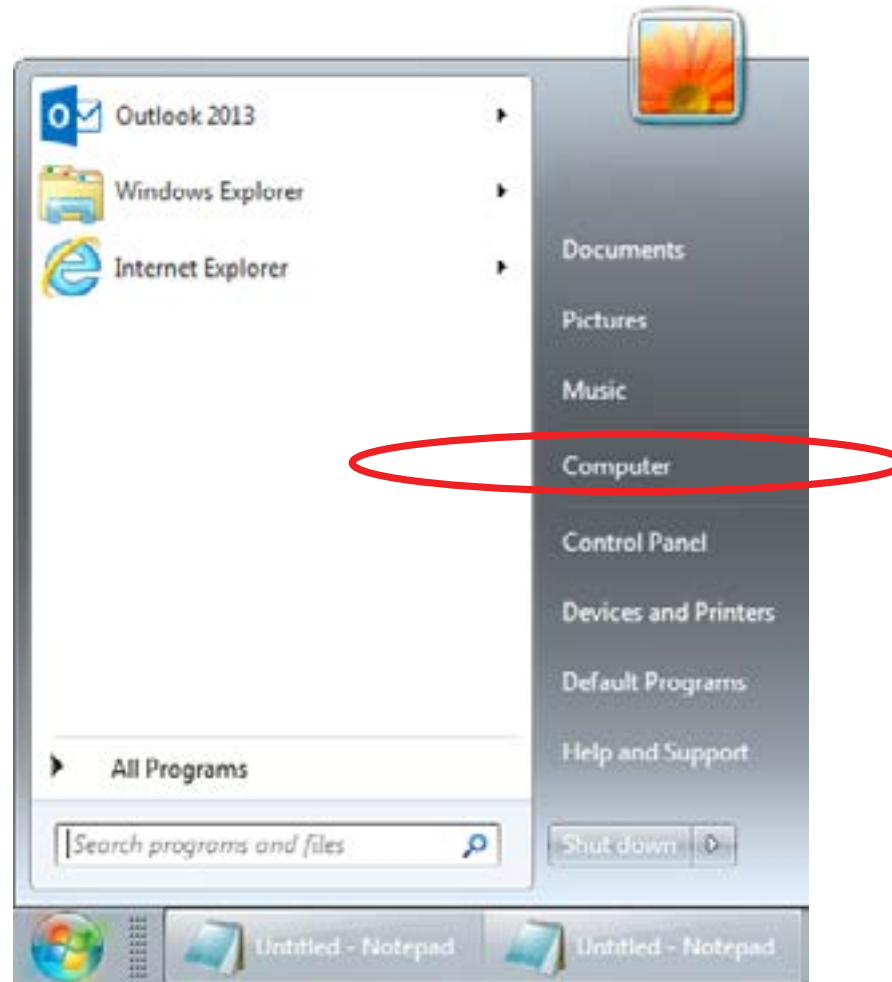 Outlook 2013
Windows Explorer
Internet Explorer
All Programs
Search programs and files
Documents
Pictures
Music
Computer
Control Panel
Devices and Printers
Default Programs
Help and Support
Shut down
Untitled - Notepad
Untitled - Notepad